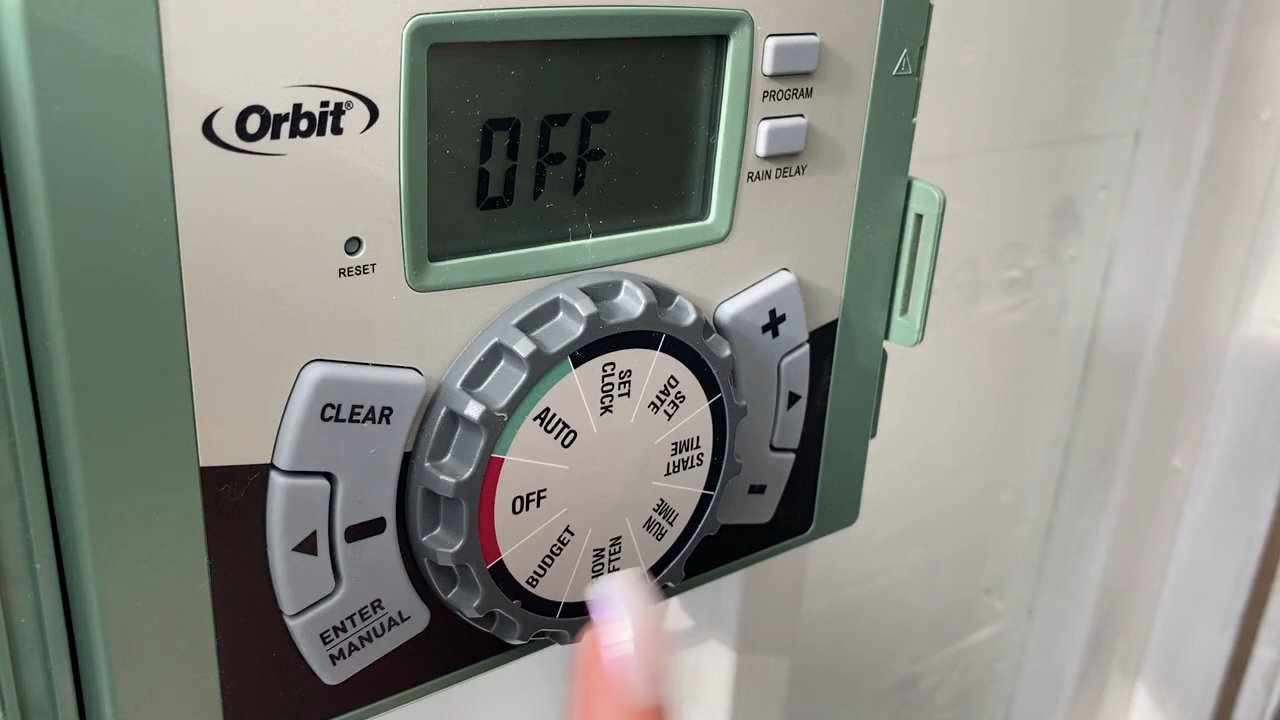 Orbit®
OFF
PROGRAM
RAIN DELAY
RESET
CLEAR
ENTER
MANUAL
SET
CLOCK
SET
DATE
START
TIME
RUN
TIME
HOW
BUDGET
OFF
AUTO
+
-